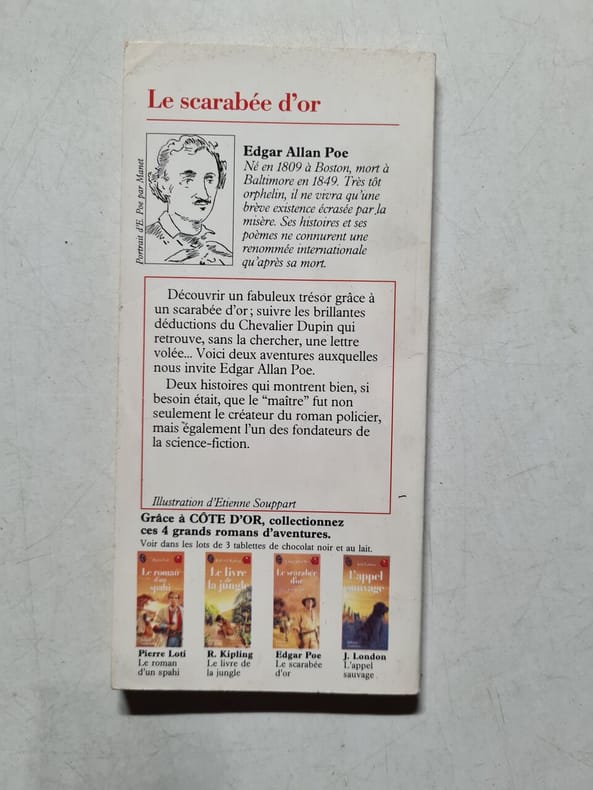 Le scarabée d'or
Portrait d'E. Poe par Manet
Edgar Allan Poe
Né en 1809 à Boston, mort à
Baltimore en 1849. Très tôt
orphelin, il ne vivra qu'une
brève existence écrasée par la
misère. Ses histoires et ses
poèmes ne connurent une
renommée internationale
qu'après sa mort.
Découvrir un fabuleux trésor grâce à
un scarabée d'or; suivre les brillantes
déductions du Chevalier Dupin qui
retrouve, sans la chercher, une lettre
volée... Voici deux aventures auxquelles
nous invite Edgar Allan Poe.
Deux histoires qui montrent bien, si
besoin était, que le “maître” fut non
seulement le créateur du roman policier,
mais également l'un des fondateurs de
la science-fiction.
Illustration d'Etienne Souppart
Grâce à CÔTE D'OR, collectionnez
ces 4 grands romans d'aventures.
Voir dans les lots de 3 tablettes de chocolat noir et au lait.
Le roman
d'un
spahi
Le livre
de
la jungle
Le scarabée
d'or
L'appel
sauvage
Pierre Loti
Le roman
d'un spahi
R. Kipling
Le livre de
la jungle
Edgar Poe
Le scarabée
d'or
J. London
L'appel
sauvage